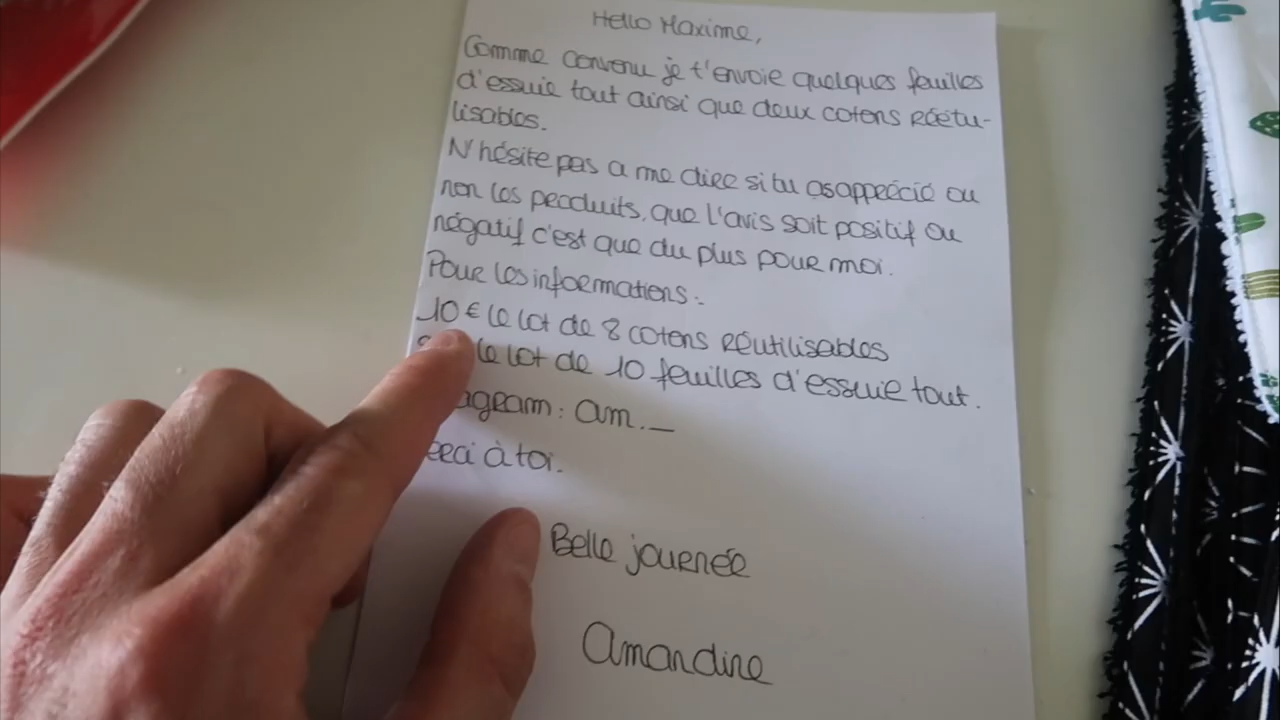 Hello Maxime,
Comme convenu je t'envoie quelques feuilles
d'essuie tout ainsi que deux cotons Réétu-
lisables.
N'hésite pas a me dire si tu as apprécié ou
non les produits, que l'avis soit positif ou
négatif c'est que du plus pour moi.
Pour les informations :
10 € le lot de 8 cotons Réutilisables
le lot de 10 feuilles d'essuie tout.
agram : am._
erci à toi.
Belle journée
Amandine